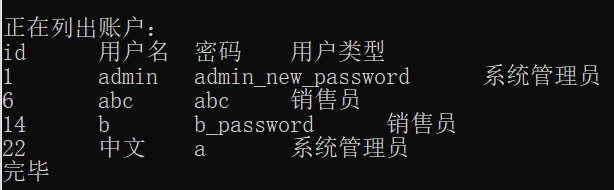 正在列出账户：
id 用户名 密码 用户类型
1 admin admin_new_password 系统管理员
6 abc abc 销售员
14 b b_password 销售员
22 中文 a 系统管理员
完毕